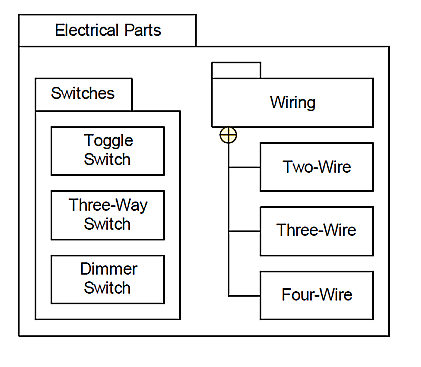 Electrical Parts
Switches
Toggle
Switch
Three-Way
Switch
Dimmer
Switch
Wiring
Two-Wire
Three-Wire
Four-Wire